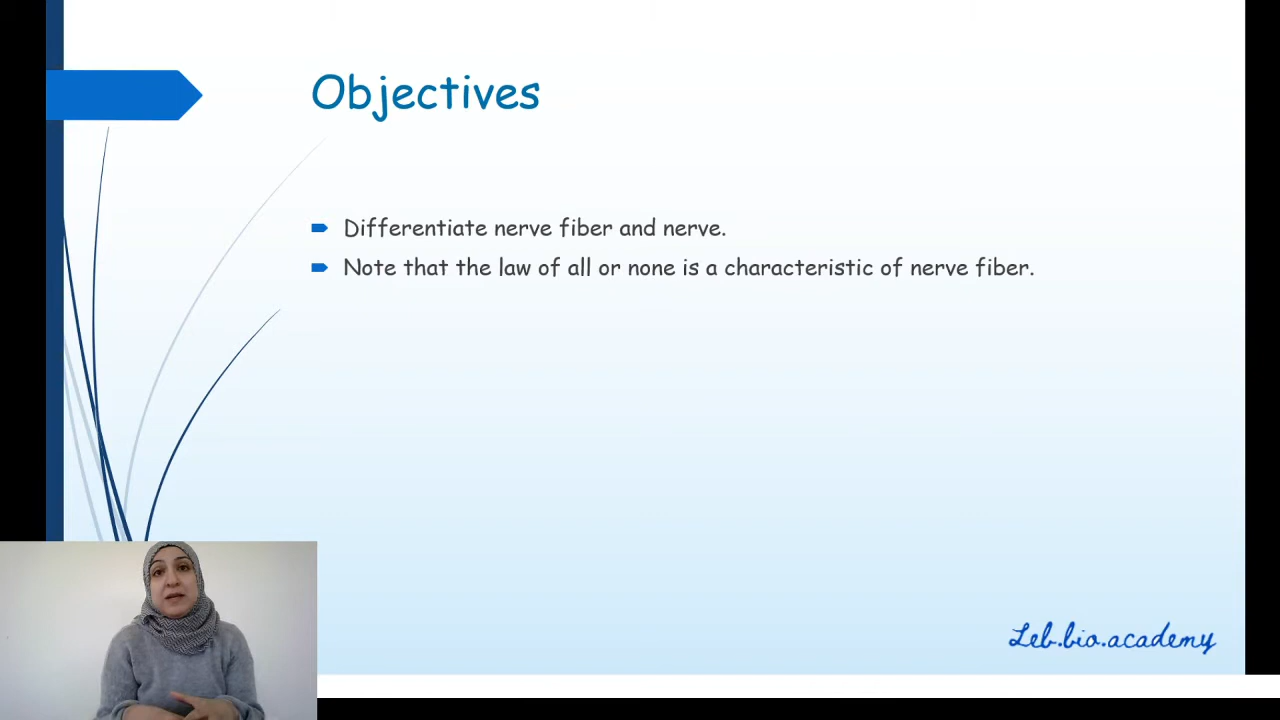 Objectives
Differentiate nerve fiber and nerve.
Note that the law of all or none is a characteristic of nerve fiber.
Leb.bio.academy